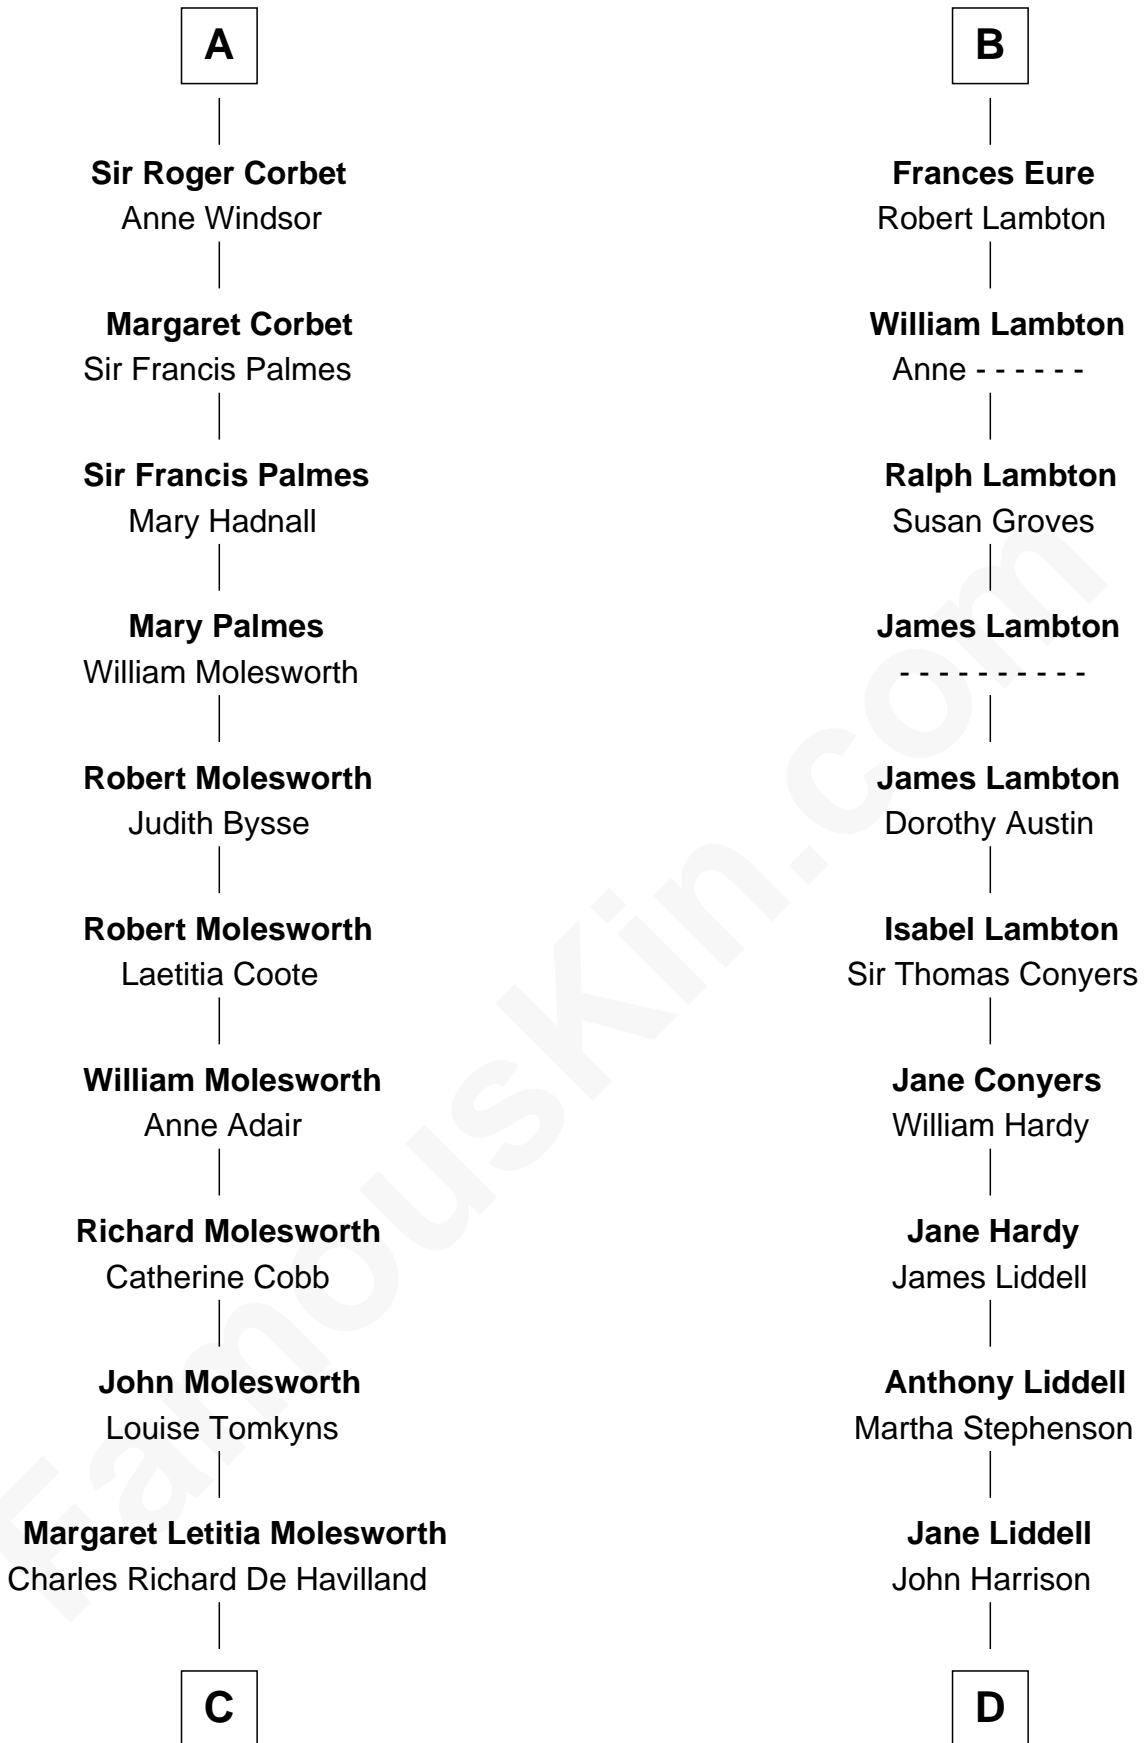 A
Sir Roger Corbet
Anne Windsor
Margaret Corbet
Sir Francis Palmes
Sir Francis Palmes
Mary Hadnall
Mary Palmes
William Molesworth
Robert Molesworth
Judith Bysse
Robert Molesworth
Laetitia Coote
William Molesworth
Anne Adair
Richard Molesworth
Catherine Cobb
John Molesworth
Louise Tomkyns
Margaret Letitia Molesworth
Charles Richard De Havilland
C
B
Frances Eure
Robert Lambton
William Lambton
Anne - - - - - -
Ralph Lambton
Susan Groves
James Lambton
- - - - - - - - - -
James Lambton
Dorothy Austin
Isabel Lambton
Sir Thomas Conyers
Jane Conyers
William Hardy
Jane Hardy
James Liddell
Anthony Liddell
Martha Stephenson
Jane Liddell
John Harrison
D
FamousKin.com